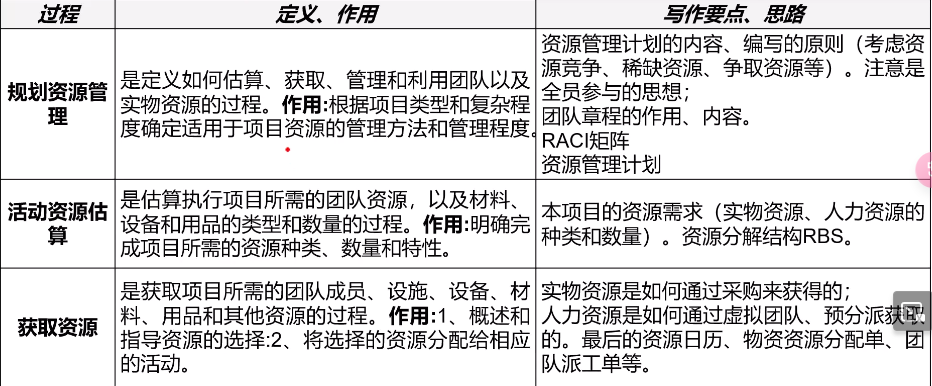 过程
定义、作用
写作要点、思路
规划资源管
理
是定义如何估算、获取、管理和利用团队以及
实物资源的过程。作用:根据项目类型和复杂程
度确定适用于项目资源的管理方法和管理程度。
资源管理计划的内容、编写的原则（考虑资
源竞争、稀缺资源、争取资源等）。注意是
全员参与的思想；
团队章程的作用、内容。
RACI矩阵
资源管理计划
活动资源估
算
是估算执行项目所需的团队资源，以及材料、
设备和用品的类型和数量的过程。作用:明确完
成项目所需的资源种类、数量和特性。
本项目的资源需求（实物资源、人力资源的
种类和数量）。资源分解结构RBS。
获取资源
是获取项目所需的团队成员、设施、设备、材
料、用品和其他资源的过程。作用:1、概述和
指导资源的选择:2、将选择的资源分配给相应
的活动。
实物资源是如何通过采购来获得的；
人力资源是如何通过虚拟团队、预分派获取
的。最后的资源日历、物资资源分配单、团
队派工单等。